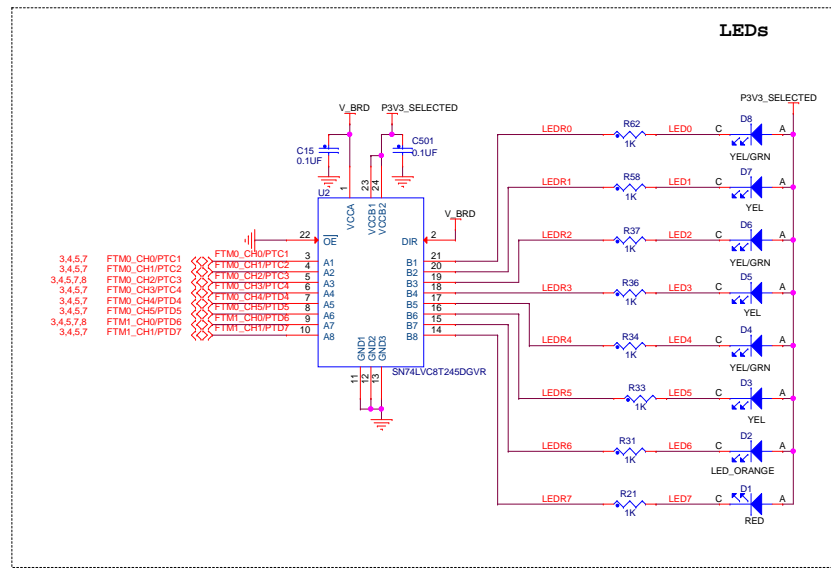 LEDs
V_BRD
P3V3_SELECTED
P3V3_SELECTED
C15
0.1UF
C501
0.1UF
U2
1
23
24
VCCA
VCCB1
VCCB2
22
OE
DIR
2
V_BRD
3,4,5,7 FTM0_CH0/PTC1 FTM0_CH0/PTC1 3 A1 B1 21
3,4,5,7 FTM0_CH1/PTC2 FTM0_CH1/PTC2 4 A2 B2 20
3,4,5,7,8 FTM0_CH2/PTC3 FTM0_CH2/PTC3 5 A3 B3 19
3,4,5,7 FTM0_CH3/PTC4 FTM0_CH3/PTC4 6 A4 B4 18
3,4,5,7 FTM0_CH4/PTD4 FTM0_CH4/PTD4 7 A5 B5 17
3,4,5,7 FTM0_CH5/PTD5 FTM0_CH5/PTD5 8 A6 B6 16
3,4,5,7,8 FTM1_CH0/PTD6 FTM1_CH0/PTD6 9 A7 B7 15
3,4,5,7 FTM1_CH1/PTD7 FTM1_CH1/PTD7 10 A8 B8 14
GND1
GND2
GND3
11
12
13
SN74LVC8T245DGVR
LEDR0 R62 1K LED0 C D8 A
YEL/GRN
LEDR1 R58 1K LED1 C D7 A
YEL
LEDR2 R37 1K LED2 C D6 A
YEL/GRN
LEDR3 R36 1K LED3 C D5 A
YEL
LEDR4 R34 1K LED4 C D4 A
YEL/GRN
LEDR5 R33 1K LED5 C D3 A
YEL
LEDR6 R31 1K LED6 C D2 A
LED_ORANGE
LEDR7 R21 1K LED7 C D1 A
RED